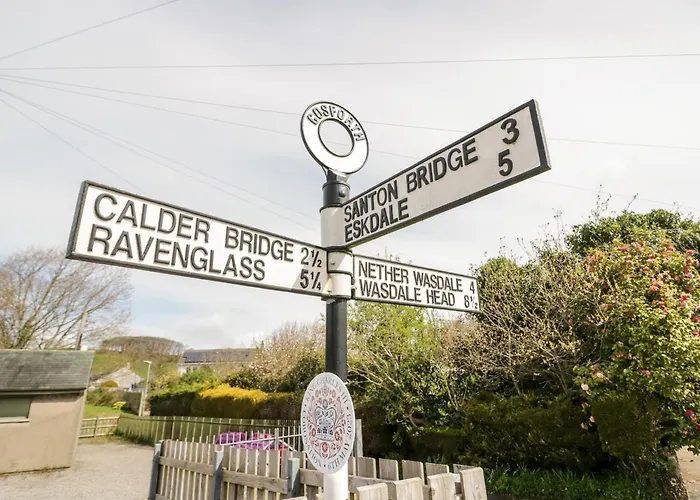 GOSFORTH
SANTON BRIDGE 3
ESKDALE 5
CALDER BRIDGE 2½
RAVENGLASS 5¼
NETHER WASDALE 4
WASDALE HEAD 8½